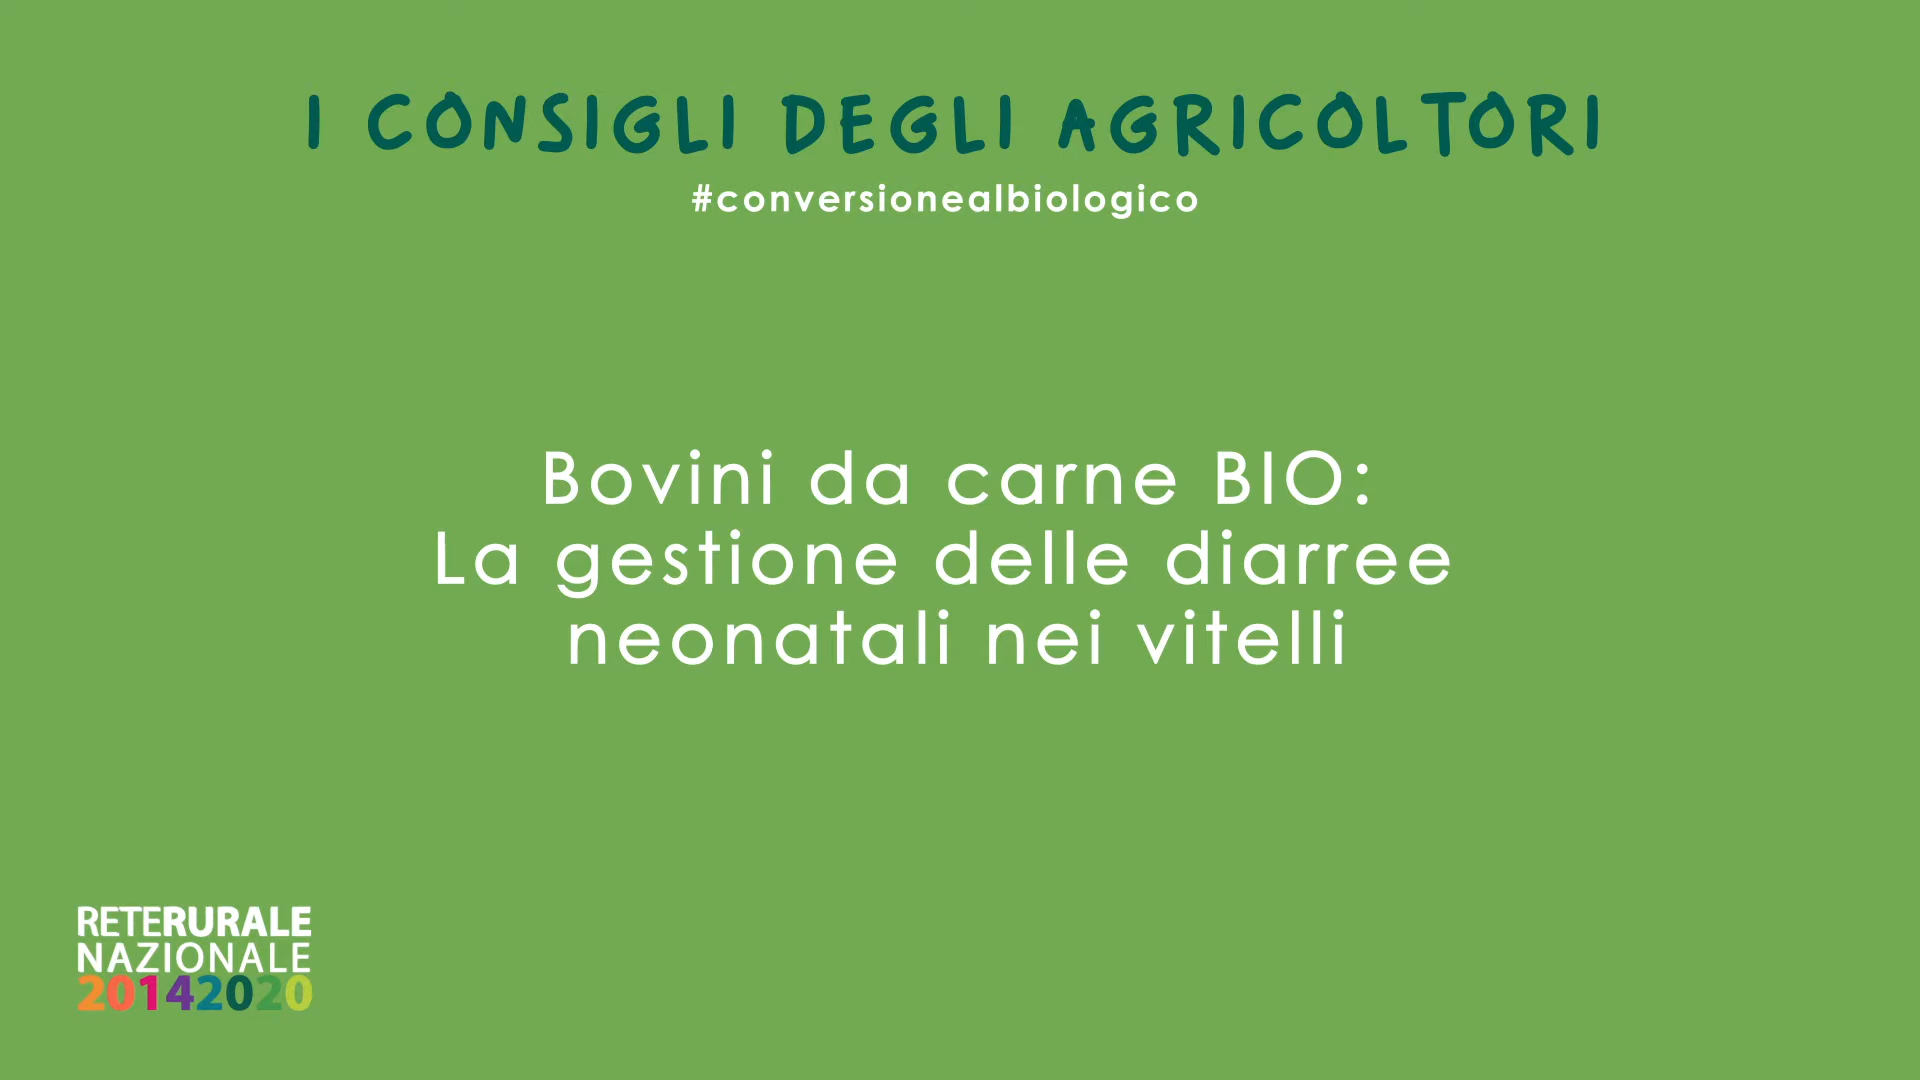 I CONSIGLI DEGLI AGRICOLTORI
#conversionealbiologico
Bovini da carne BIO:
La gestione delle diarree
neonatali nei vitelli
RETERURALE
NAZIONALE
20142020